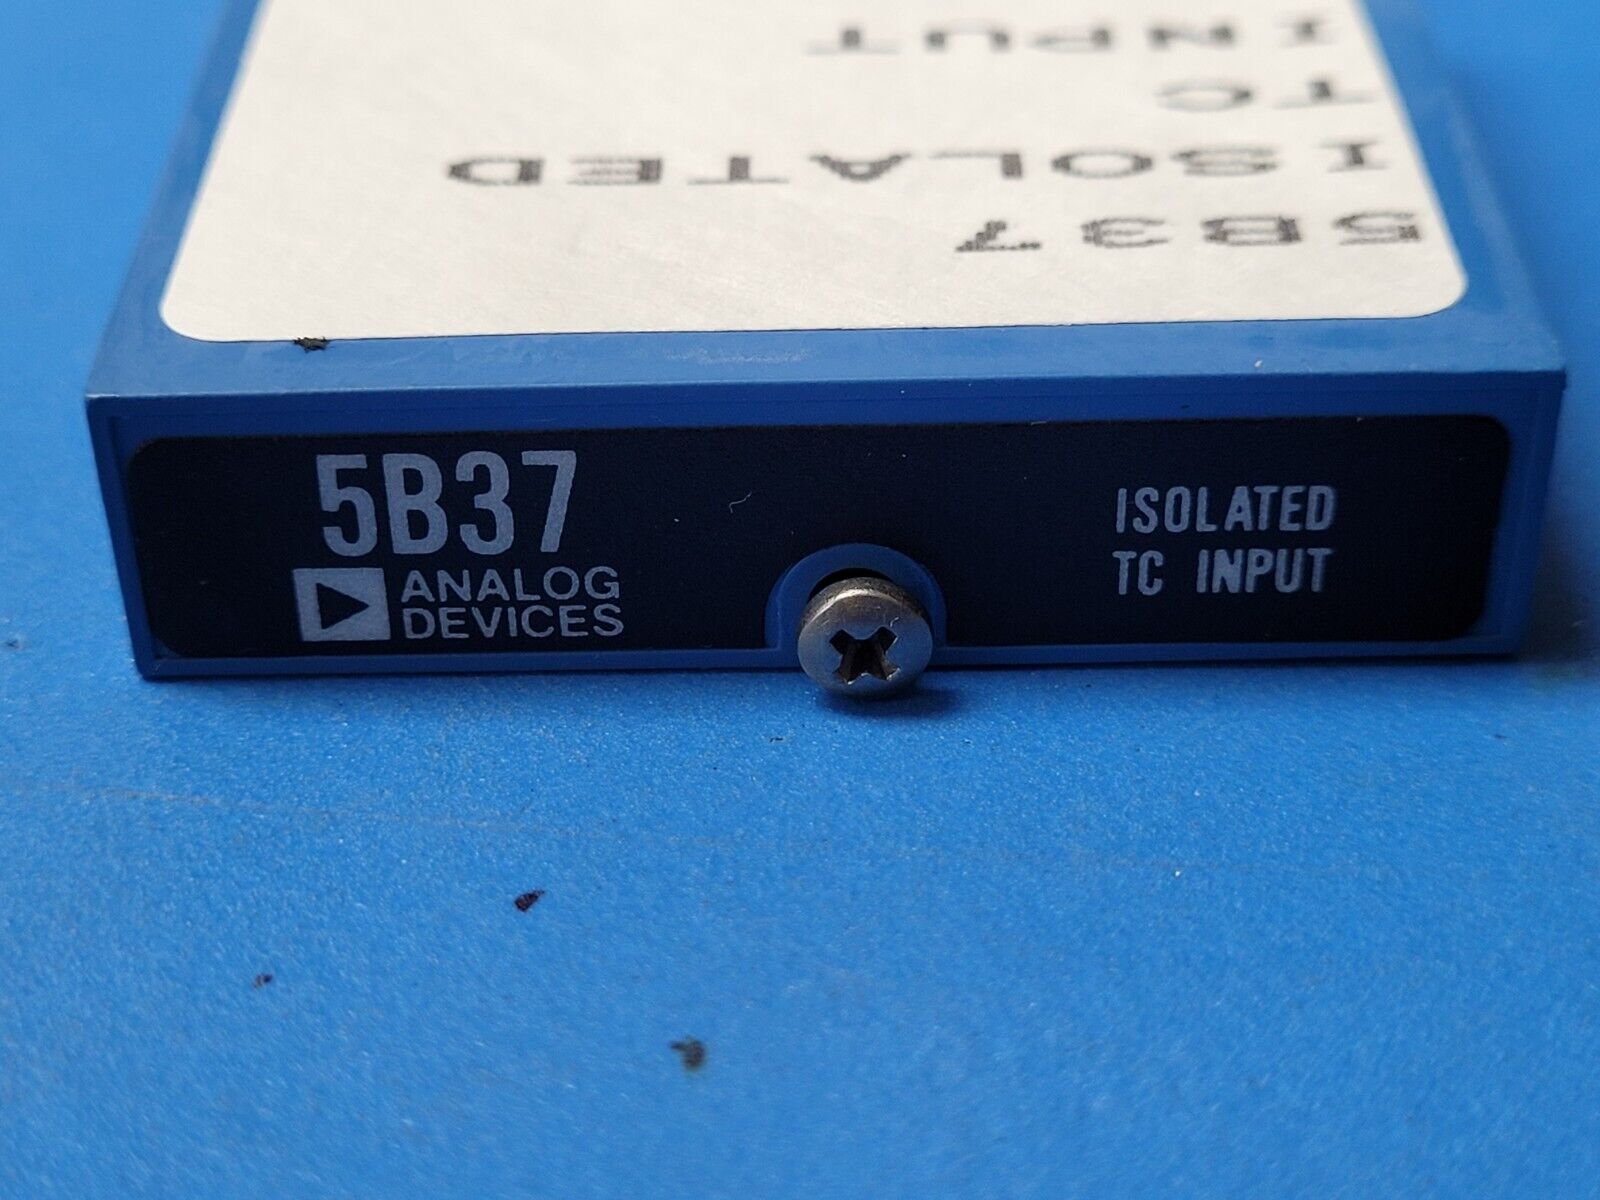 5B37
ISOLATED
TC
INPUT
5B37
ANALOG
DEVICES
ISOLATED
TC INPUT